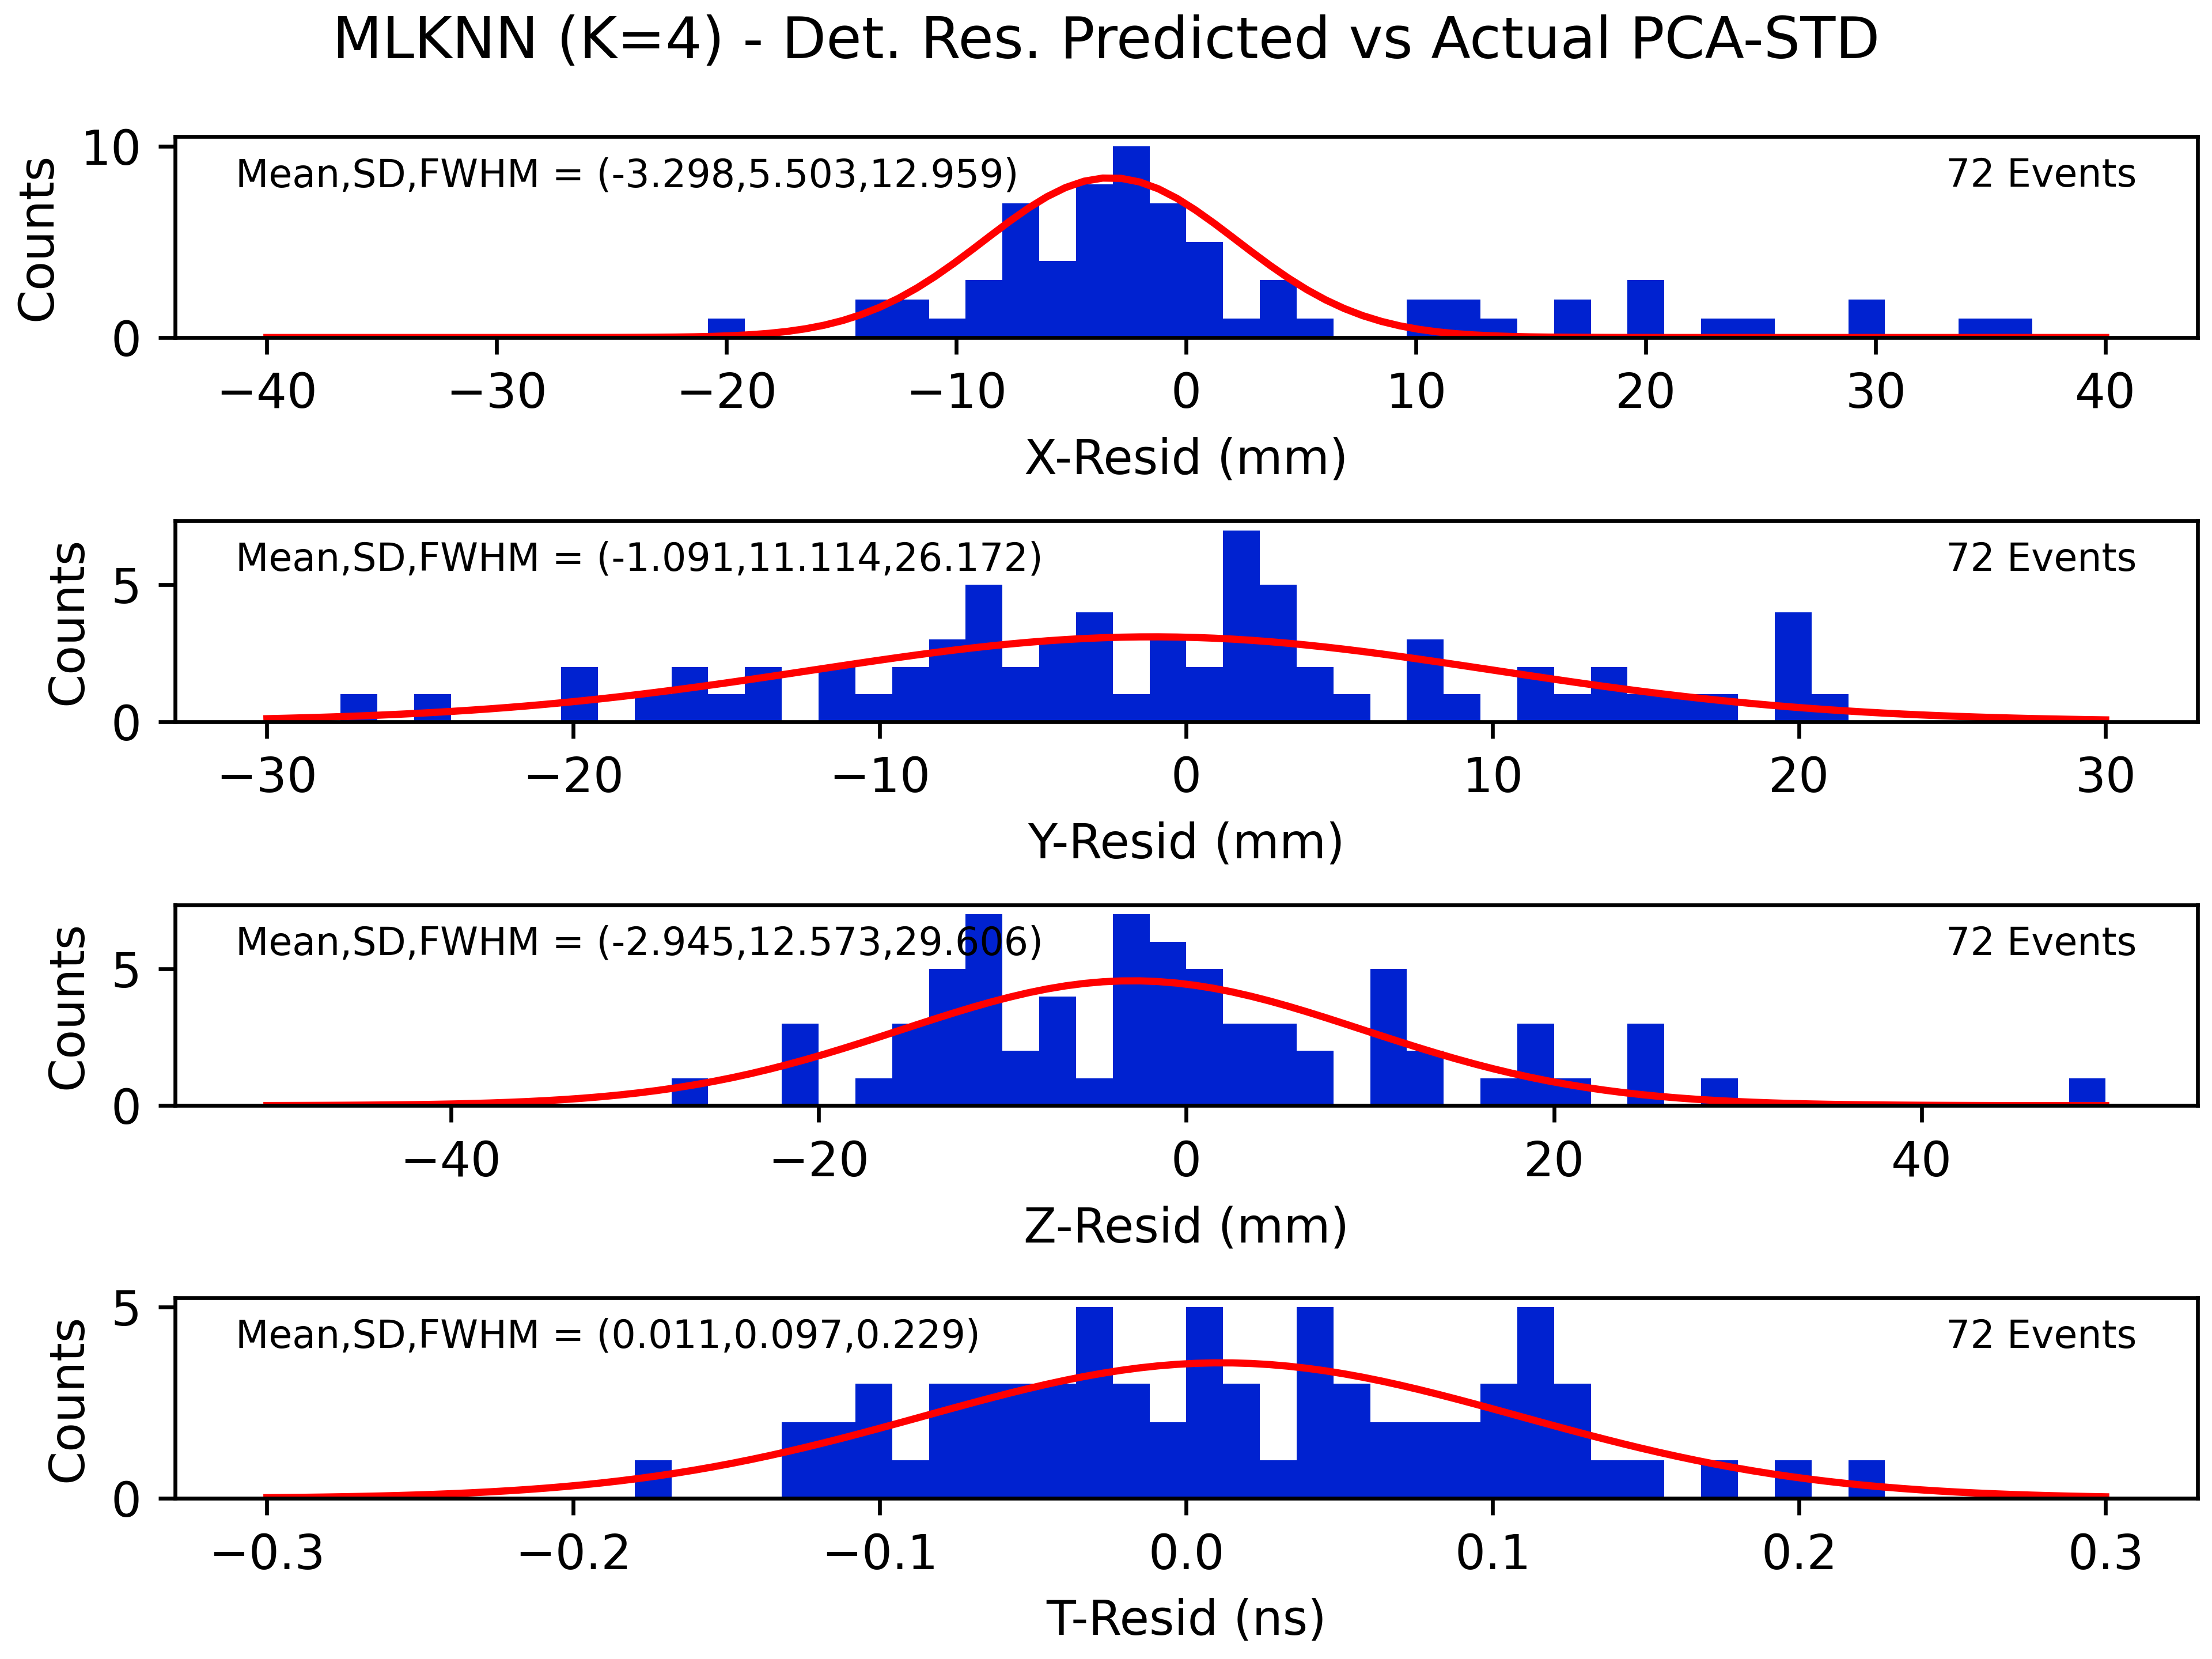 MLKNN (K=4) - Det. Res. Predicted vs Actual PCA-STD
Counts
10
0
Mean,SD,FWHM = (-3.298,5.503,12.959)
72 Events
−40 −30 −20 −10 0 10 20 30 40
X-Resid (mm)
Counts
5
0
Mean,SD,FWHM = (-1.091,11.114,26.172)
72 Events
−30 −20 −10 0 10 20 30
Y-Resid (mm)
Counts
5
0
Mean,SD,FWHM = (-2.945,12.573,29.606)
72 Events
−40 −20 0 20 40
Z-Resid (mm)
Counts
5
0
Mean,SD,FWHM = (0.011,0.097,0.229)
72 Events
−0.3 −0.2 −0.1 0.0 0.1 0.2 0.3
T-Resid (ns)